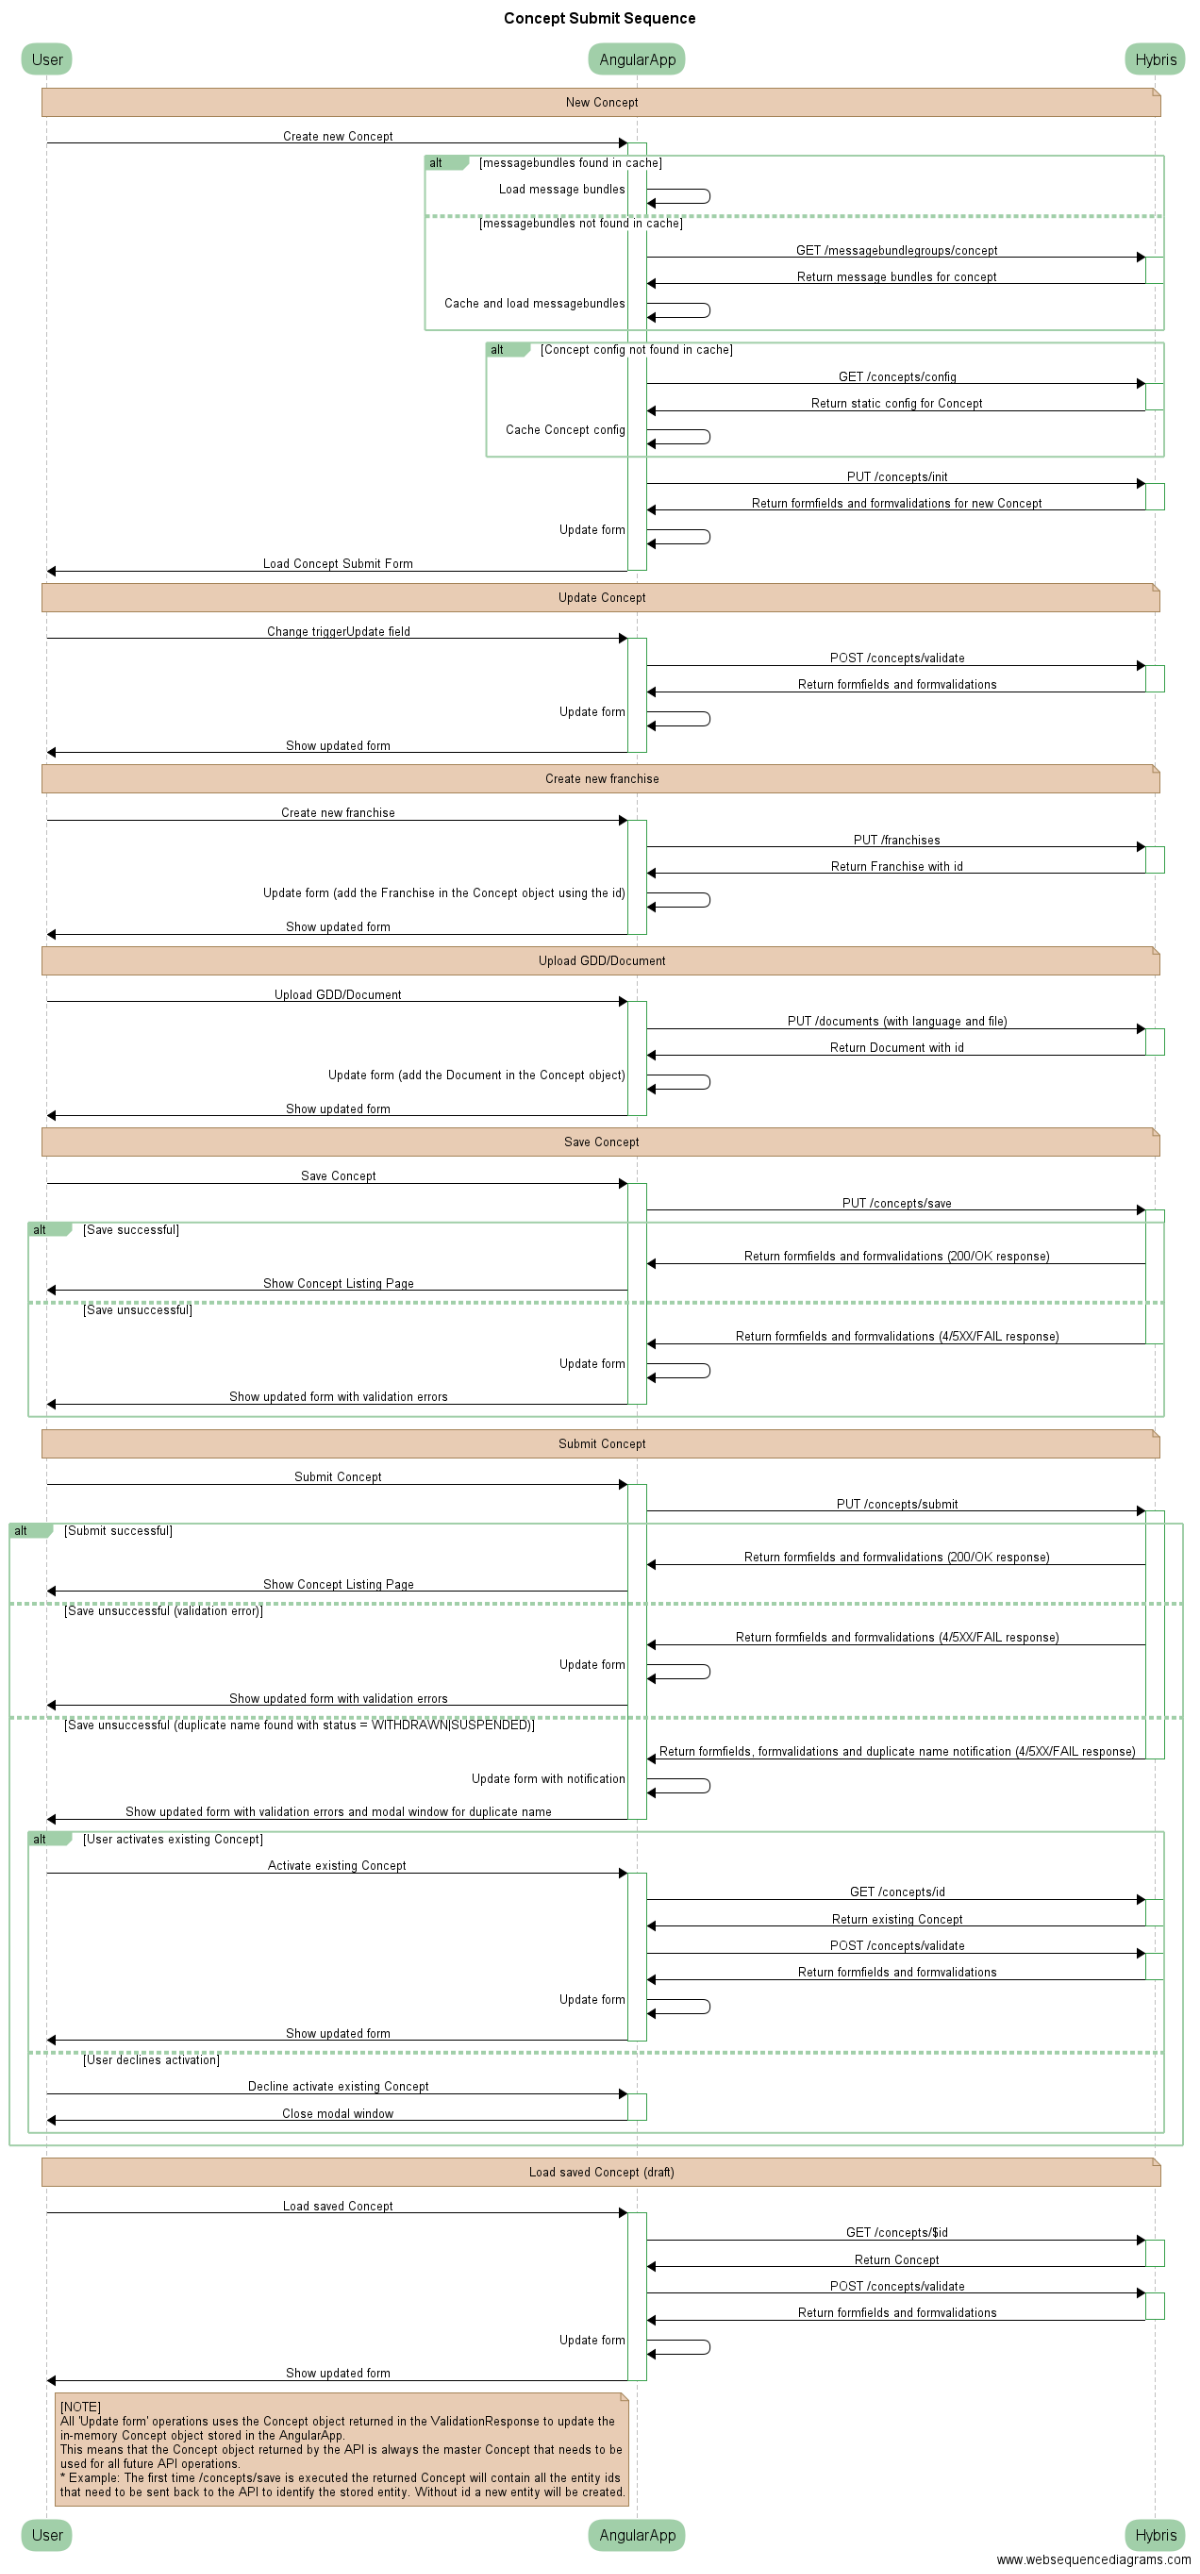 Concept Submit Sequence
User
AngularApp
Hybris
New Concept
Create new Concept
alt
[messagebundles found in cache]
Load message bundles
[messagebundles not found in cache]
GET /messagebundlegroups/concept
Return message bundles for concept
Cache and load messagebundles
alt
[Concept config not found in cache]
GET /concepts/config
Return static config for Concept
Cache Concept config
PUT /concepts/init
Return formfields and formvalidations for new Concept
Update form
Load Concept Submit Form
Update Concept
Change triggerUpdate field
POST /concepts/validate
Return formfields and formvalidations
Update form
Show updated form
Create new franchise
Create new franchise
PUT /franchises
Return Franchise with id
Update form (add the Franchise in the Concept object using the id)
Show updated form
Upload GDD/Document
Upload GDD/Document
PUT /documents (with language and file)
Return Document with id
Update form (add the Document in the Concept object)
Show updated form
Save Concept
Save Concept
PUT /concepts/save
alt
[Save successful]
Return formfields and formvalidations (200/OK response)
Show Concept Listing Page
[Save unsuccessful]
Return formfields and formvalidations (4/5XX/FAIL response)
Update form
Show updated form with validation errors
Submit Concept
Submit Concept
PUT /concepts/submit
alt
[Submit successful]
Return formfields and formvalidations (200/OK response)
Show Concept Listing Page
[Save unsuccessful (validation error)]
Return formfields and formvalidations (4/5XX/FAIL response)
Update form
Show updated form with validation errors
[Save unsuccessful (duplicate name found with status = WITHDRAWN|SUSPENDED)]
Return formfields, formvalidations and duplicate name notification (4/5XX/FAIL response)
Update form with notification
Show updated form with validation errors and modal window for duplicate name
alt
[User activates existing Concept]
Activate existing Concept
GET /concepts/id
Return existing Concept
POST /concepts/validate
Return formfields and formvalidations
Update form
Show updated form
[User declines activation]
Decline activate existing Concept
Close modal window
Load saved Concept (draft)
Load saved Concept
GET /concepts/$id
Return Concept
POST /concepts/validate
Return formfields and formvalidations
Update form
Show updated form
[NOTE]
All 'Update form' operations uses the Concept object returned in the ValidationResponse to update the
in-memory Concept object stored in the AngularApp.
This means that the Concept object returned by the API is always the master Concept that needs to be
used for all future API operations.
* Example: The first time /concepts/save is executed the returned Concept will contain all the entity ids
that need to be sent back to the API to identify the stored entity. Without id a new entity will be created.
User
AngularApp
Hybris
www.websequencediagrams.com